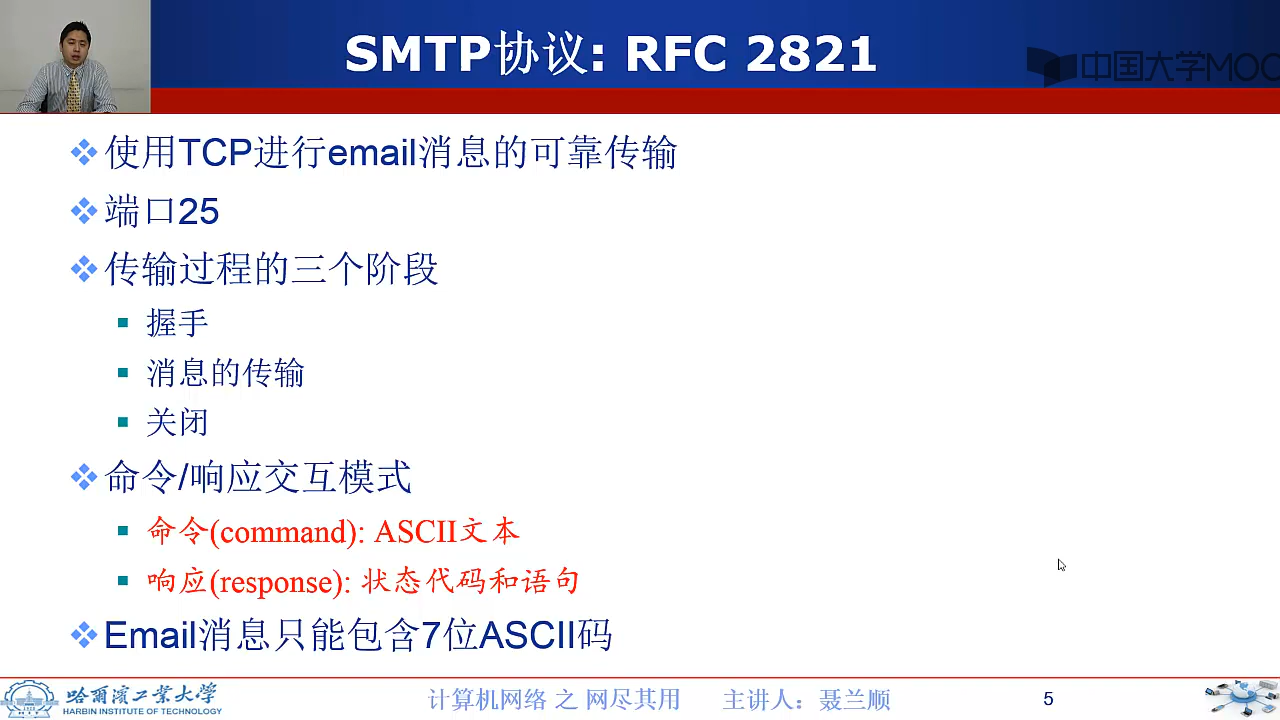 SMTP协议: RFC 2821
中国大学MOO
使用TCP进行email消息的可靠传输
端口25
传输过程的三个阶段
握手
消息的传输
关闭
命令/响应交互模式
命令(command): ASCII文本
响应(response): 状态代码和语句
Email消息只能包含7位ASCII码
哈爾濱工業大學
HARBIN INSTITUTE OF TECHNOLOGY
计算机网络 之 网尽其用 主讲人：聂兰顺
5